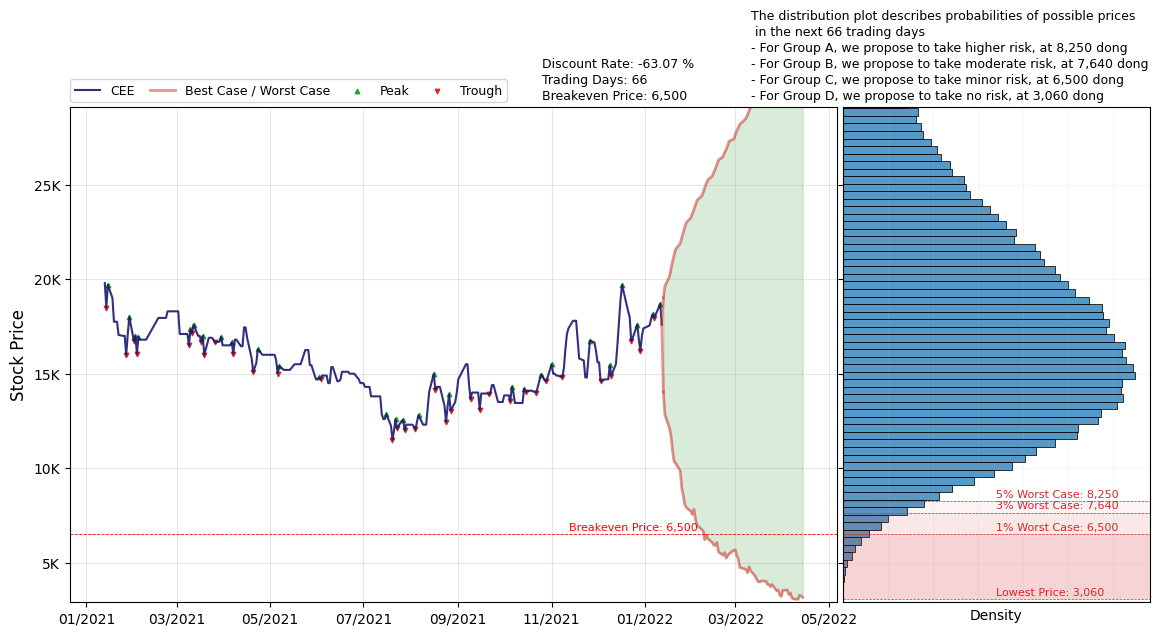 The distribution plot describes probabilities of possible prices
in the next 66 trading days
- For Group A, we propose to take higher risk, at 8,250 dong
- For Group B, we propose to take moderate risk, at 7,640 dong
- For Group C, we propose to take minor risk, at 6,500 dong
- For Group D, we propose to take no risk, at 3,060 dong
Discount Rate: -63.07 %
Trading Days: 66
Breakeven Price: 6,500
CEE Best Case / Worst Case Peak Trough
Stock Price
25K
20K
15K
10K
5K
Breakeven Price: 6,500
01/2021 03/2021 05/2021 07/2021 09/2021 11/2021 01/2022 03/2022 05/2022
5% Worst Case: 8,250
3% Worst Case: 7,640
1% Worst Case: 6,500
Lowest Price: 3,060
Density